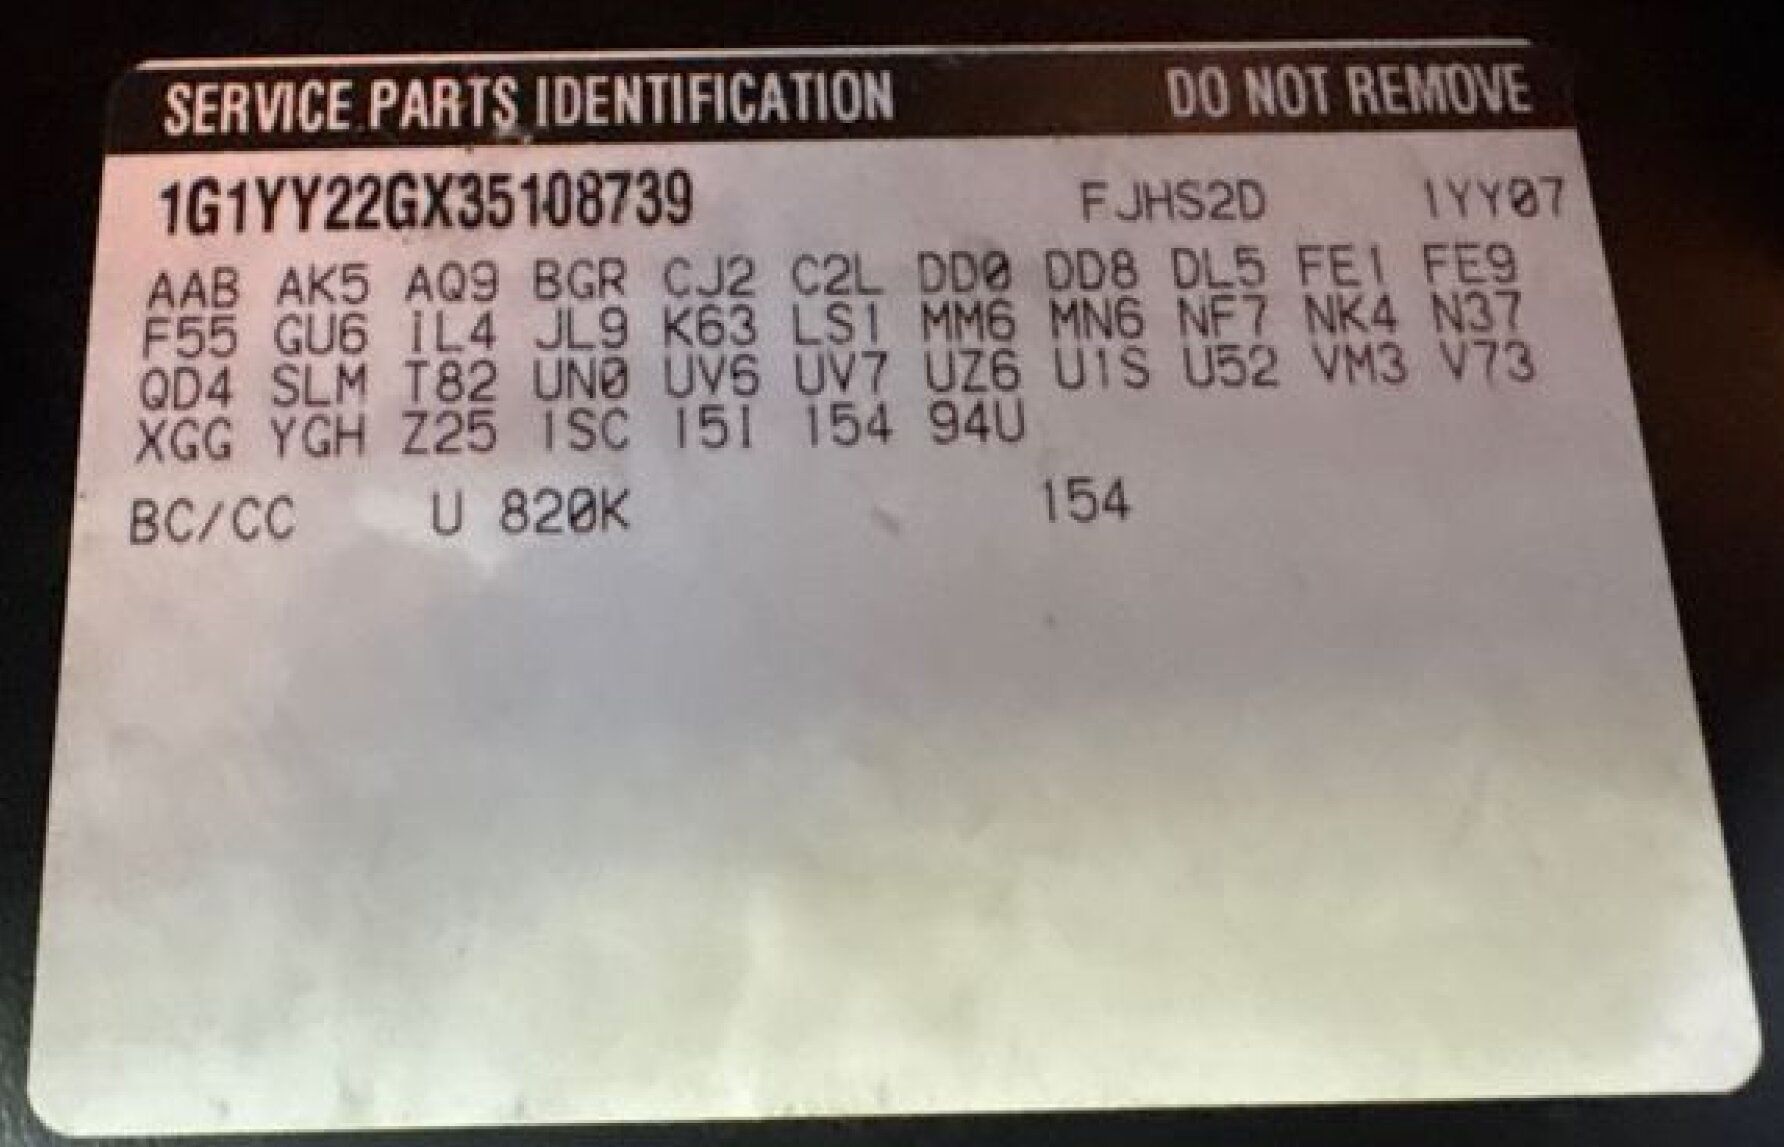 SERVICE PARTS IDENTIFICATION DO NOT REMOVE
1G1YY22GX35108739 FJHS2D 1YY07
AAB AK5 AQ9 BGR CJ2 C2L DD0 DD8 DL5 FE1 FE9
F55 GU6 IL4 JL9 K63 LS1 MM6 MN6 NF7 NK4 N37
QD4 SLM T82 UN0 UV6 UV7 UZ6 U1S U52 VM3 V73
XGG YGH Z25 1SC 15I 154 94U
BC/CC U 820K 154